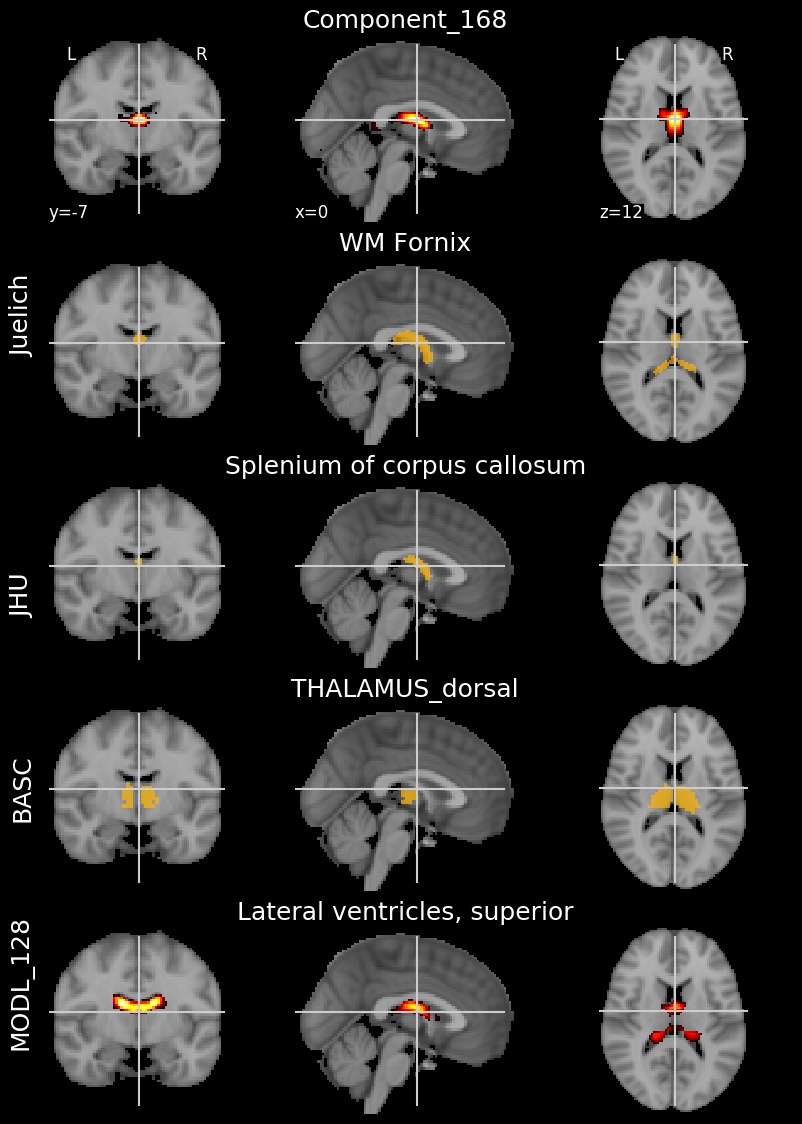 Component_168
L R L R
y=-7 x=0 z=12
WM Fornix
Juelich
Splenium of corpus callosum
JHU
THALAMUS_dorsal
BASC
Lateral ventricles, superior
MODL_128